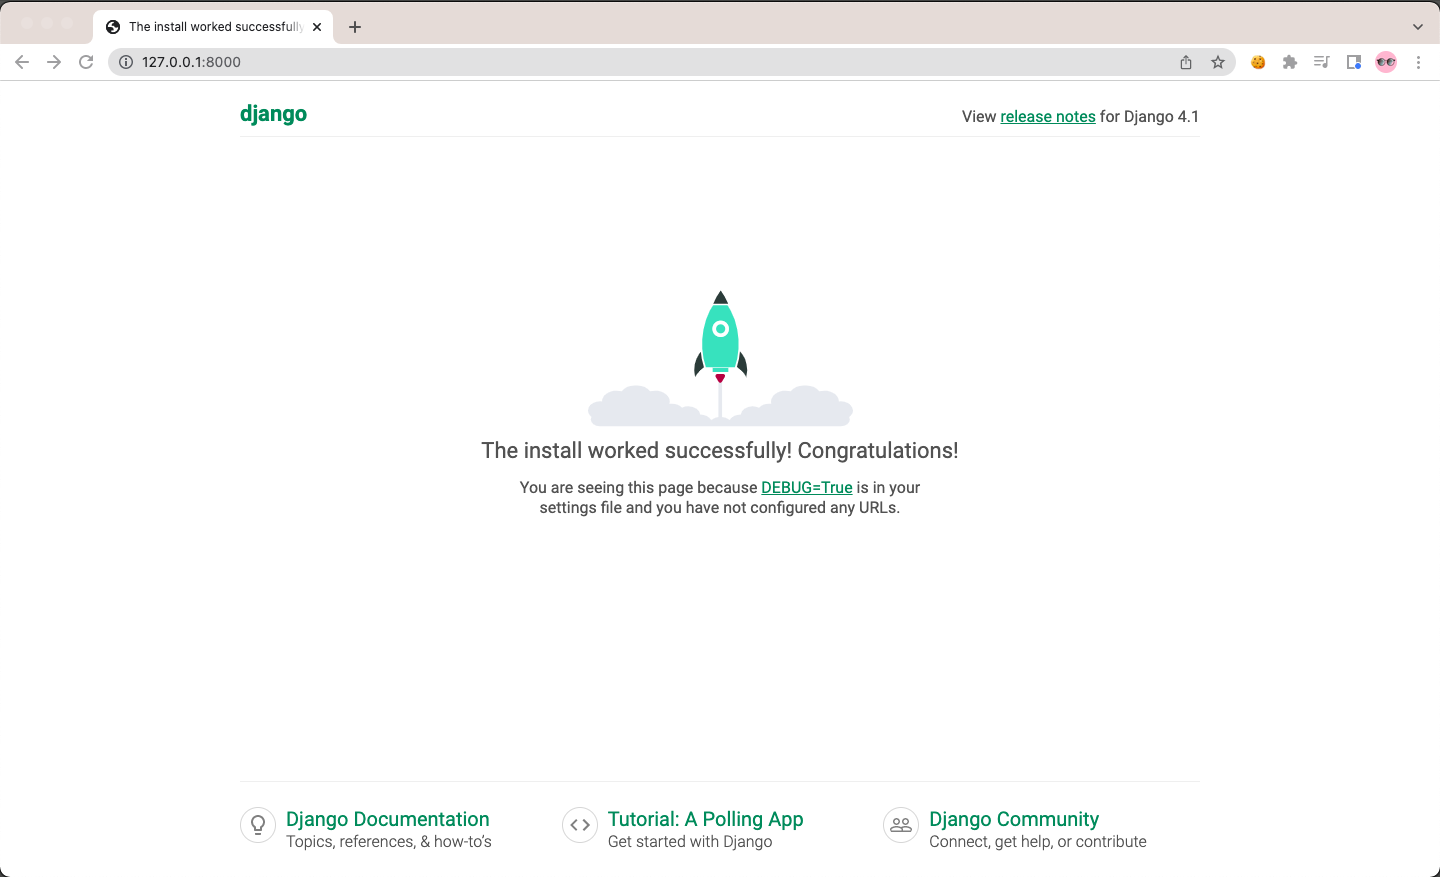 The install worked successfully
127.0.0.1:8000
django
View release notes for Django 4.1
The install worked successfully! Congratulations!
You are seeing this page because DEBUG=True is in your
settings file and you have not configured any URLs.
Django Documentation
Topics, references, & how-to’s
Tutorial: A Polling App
Get started with Django
Django Community
Connect, get help, or contribute